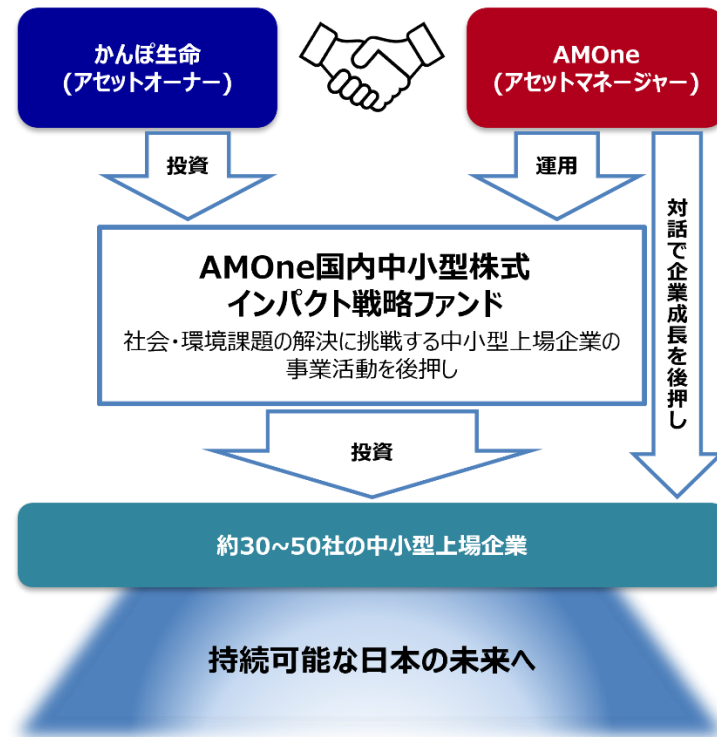 かんぽ生命
(アセットオーナー)
AMOne
(アセットマネージャー)
投資
運用
対話で企業成長を後押し
AMOne国内中小型株式
インパクト戦略ファンド
社会・環境課題の解決に挑戦する中小型上場企業の
事業活動を後押し
投資
約30~50社の中小型上場企業
持続可能な日本の未来へ